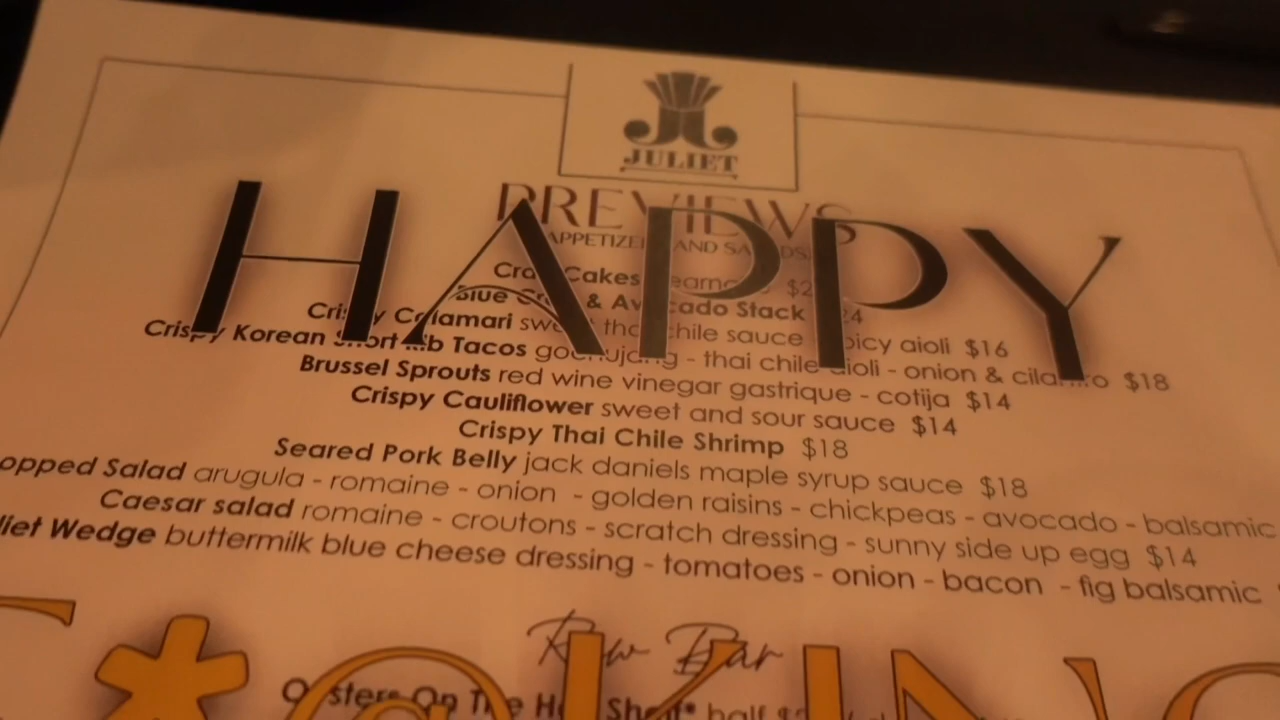 JULIET
PREVIEWS
HAPPY
APPETIZERS AND SALADS
Crab Cakes
Blue Crab & Avocado Stack $24
Crispy Calamari sweet thai chile sauce spicy aioli $16
Crispy Korean Short Rib Tacos gochujang - thai chile aioli - onion & cilantro $18
Brussel Sprouts red wine vinegar gastrique - cotija $14
Crispy Cauliflower sweet and sour sauce $14
Crispy Thai Chile Shrimp $18
Seared Pork Belly jack daniels maple syrup sauce $18
opped Salad arugula - romaine - onion - golden raisins - chickpeas - avocado - balsamic
Caesar salad romaine - croutons - scratch dressing - sunny side up egg $14
liet Wedge buttermilk blue cheese dressing - tomatoes - onion - bacon - fig balsamic
Raw Bar
F*@KING
Oysters On The Half Shell* half